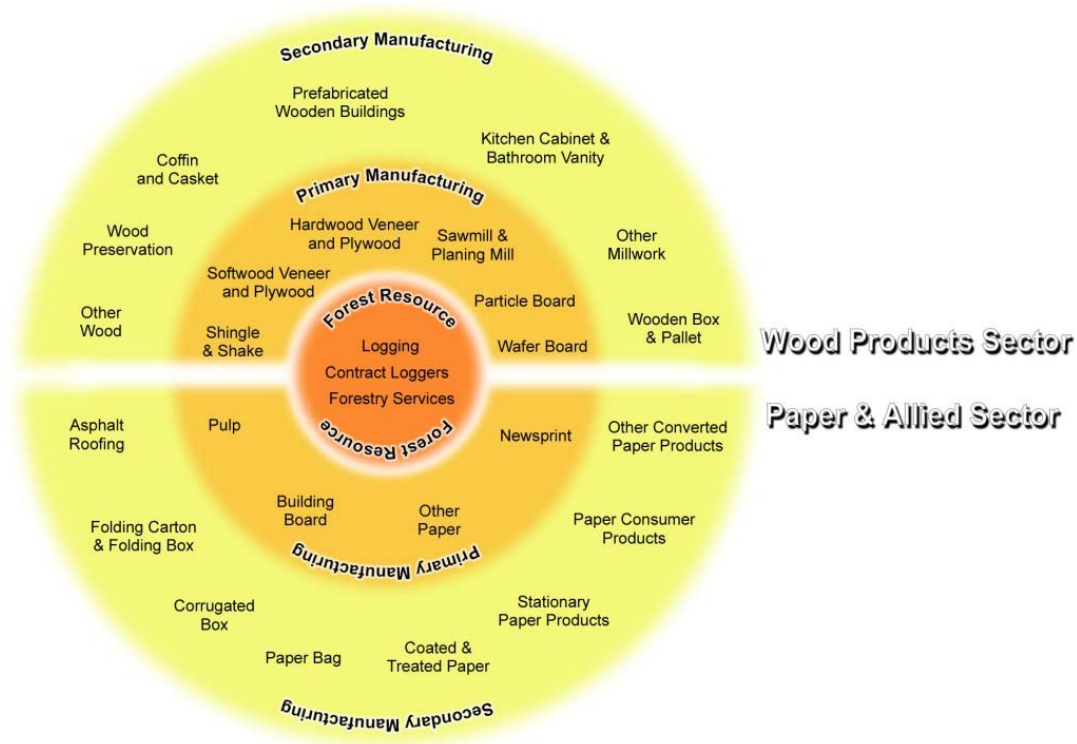 Secondary Manufacturing
Prefabricated
Wooden Buildings
Kitchen Cabinet &
Bathroom Vanity
Coffin
and Casket
Primary Manufacturing
Hardwood Veneer
and Plywood
Sawmill &
Planing Mill
Wood
Preservation
Other
Millwork
Softwood Veneer
and Plywood
Particle Board
Other
Wood
Shingle
& Shake
Wafer Board
Wooden Box
& Pallet
Forest Resource
Logging
Contract Loggers
Forestry Services
Forest Resource
Wood Products Sector
Paper & Allied Sector
Asphalt
Roofing
Pulp
Newsprint
Other Converted
Paper Products
Building
Board
Other
Paper
Folding Carton
& Folding Box
Paper Consumer
Products
Primary Manufacturing
Corrugated
Box
Stationary
Paper Products
Paper Bag
Coated &
Treated Paper
Secondary Manufacturing